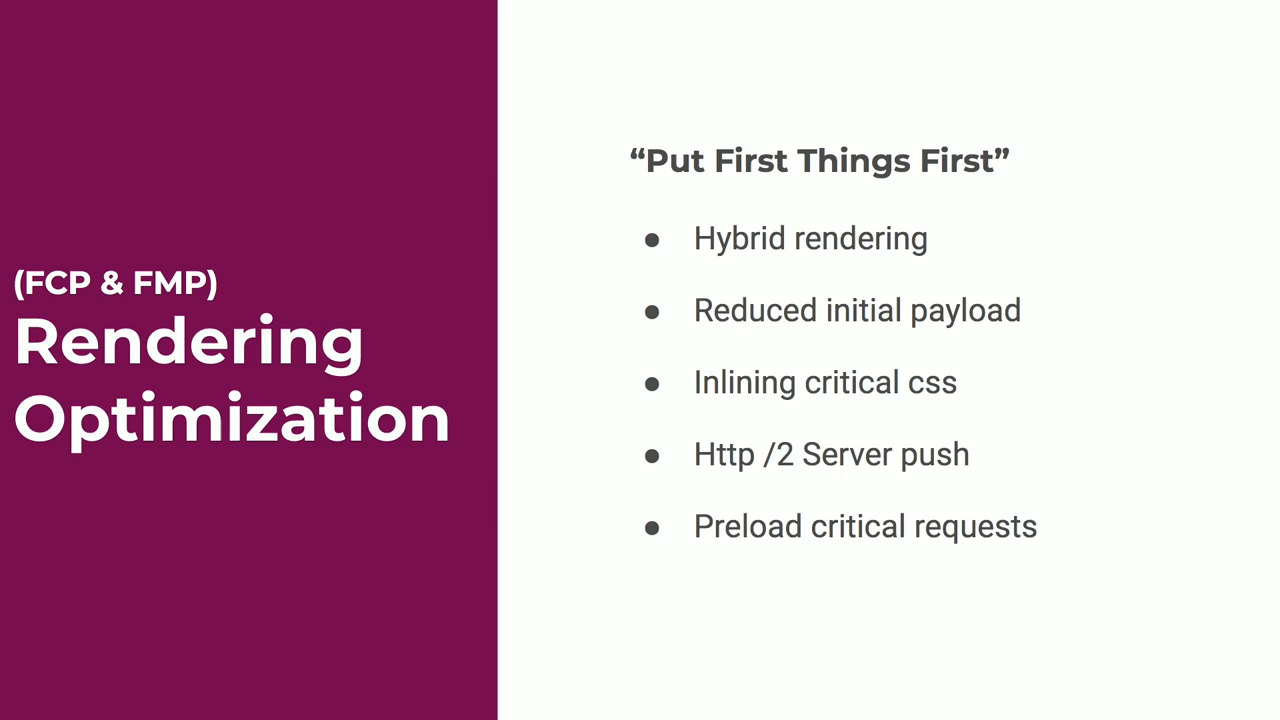 (FCP & FMP)
Rendering
Optimization
“Put First Things First”
● Hybrid rendering
● Reduced initial payload
● Inlining critical css
● Http /2 Server push
● Preload critical requests